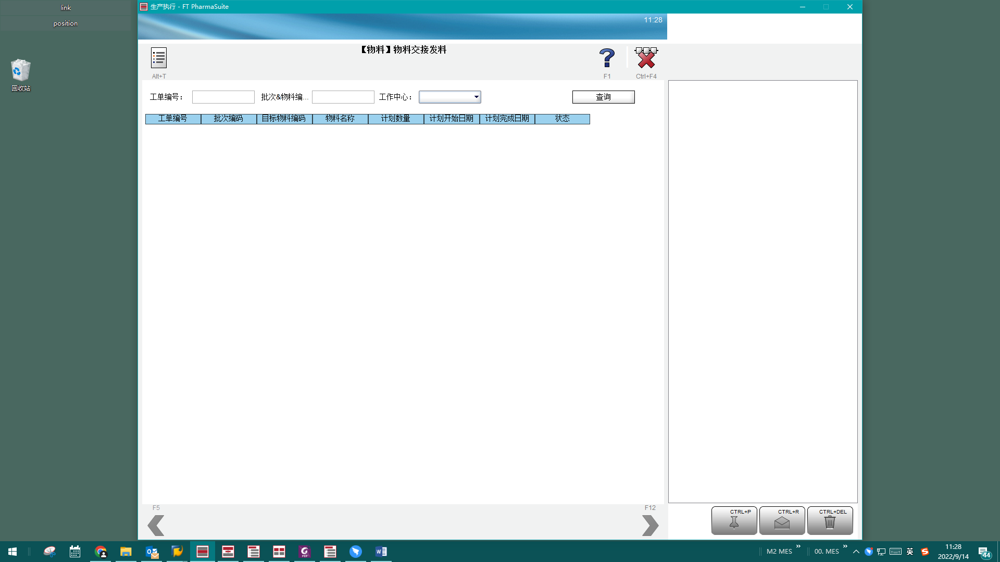 link
position
回收站
生产执行 - FT PharmaSuite
11:28
【物料】物料交接发料
Alt+T
F1
Ctrl+F4
工单编号：
批次&物料编...
工作中心：
查询
工单编号 批次编码 目标物料编码 物料名称 计划数量 计划开始日期 计划完成日期 状态
F5
F12
CTRL+P
CTRL+R
CTRL+DEL
M2 MES
00. MES
英
11:28
2022/9/14
44